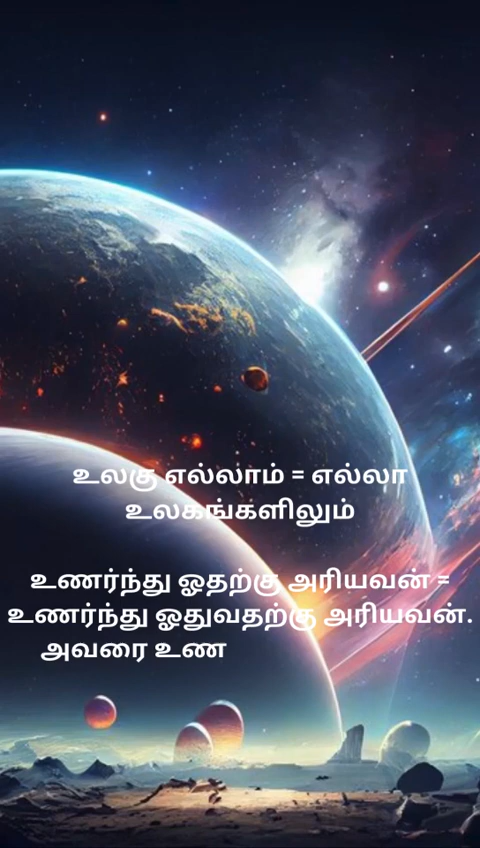 உலகு எல்லாம் = எல்லா
உலகங்களிலும்
உணர்ந்து ஓதற்கு அரியவன் =
உணர்ந்து ஓதுவதற்கு அரியவன்.
அவரை உண